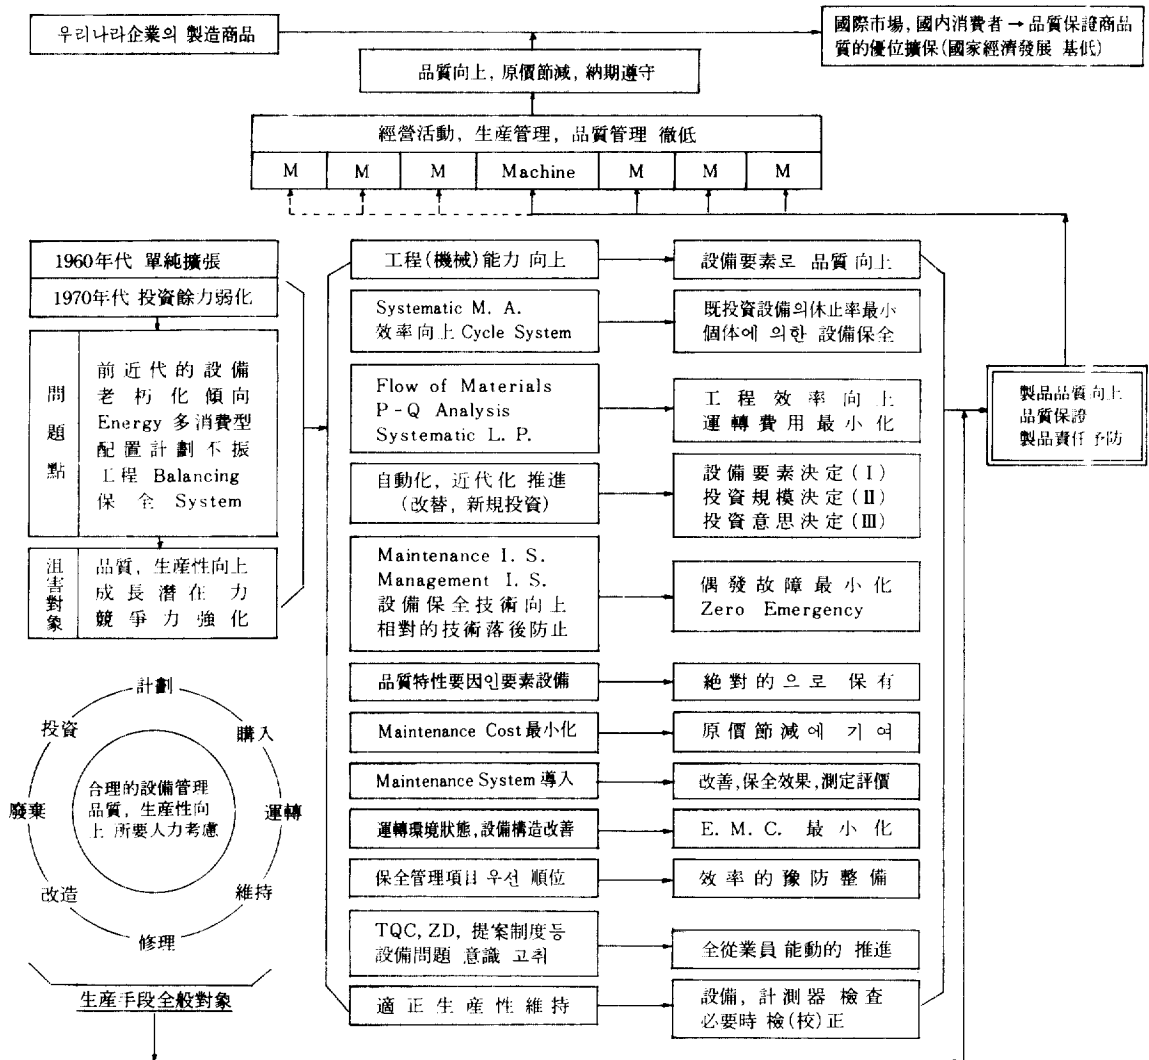 우리나라企業의 製造商品
國際市場, 國內消費者 → 品質保證商品
質的優位擴保(國家經濟發展 基低)
品質向上, 原價節減, 納期遵守
經營活動, 生産管理, 品質管理 徹低
M M M Machine M M M
1960年代 單純擴張
1970年代 投資餘力弱化
問題點
前近代的設備
老朽化傾向
Energy 多消費型
配置計劃不振
工程 Balancing
保全 System
沮害對象
品質, 生産性向上
成長潛在力
競爭力強化
工程(機械)能力 向上
設備要素로 品質向上
Systematic M. A.
效率向上 Cycle System
既投資設備의休止率最小
個体에 의한 設備保全
Flow of Materials
P-Q Analysis
Systematic L. P.
工程效率向上
運轉費用最小化
自動化, 近代化 推進
(改替, 新規投資)
設備要素決定(Ⅰ)
投資規模決定(Ⅱ)
投資意思決定(Ⅲ)
Maintenance I. S.
Management I. S.
設備保全技術向上
相對的技術落後防止
偶發故障最小化
Zero Emergency
品質特性要因인要素設備
絶對的으로 保有
Maintenance Cost最小化
原價節減에 기여
Maintenance System 導入
改善,保全效果,測定評價
運轉環境狀態,設備構造改善
E. M. C. 最小化
保全管理項目 우선 順位
效率的豫防整備
TQC, ZD, 提案制度등
設備問題 意識 고취
全從業員 能動的 推進
適正生産性維持
設備, 計測器 檢査
必要時 檢(校)正
製品品質向上
品質保證
製品責任予防
計劃
購入
運轉
維持
修理
改造
廢棄
投資
合理的設備管理
品質, 生産性向
上 所要人力考慮
生産手段全般對象